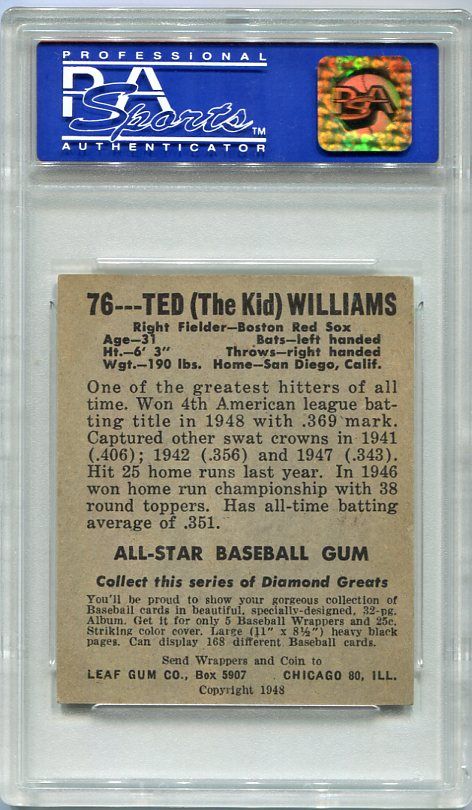 PROFESSIONAL
PSA
Sports™
AUTHENTICATOR
PSA
76---TED (The Kid) WILLIAMS
Right Fielder—Boston Red Sox
Age—31 Bats—left handed
Ht.—6' 3" Throws—right handed
Wgt.—190 lbs. Home—San Diego, Calif.
One of the greatest hitters of all
time. Won 4th American league bat-
ting title in 1948 with .369 mark.
Captured other swat crowns in 1941
(.406); 1942 (.356) and 1947 (.343).
Hit 25 home runs last year. In 1946
won home run championship with 38
round toppers. Has all-time batting
average of .351.
ALL-STAR BASEBALL GUM
Collect this series of Diamond Greats
You'll be proud to show your gorgeous collection of
Baseball cards in beautiful, specially-designed, 32-pg.
Album. Get it for only 5 Baseball Wrappers and 25c.
Striking color cover. Large (11" x 8½") heavy black
pages. Can display 168 different Baseball cards.
Send Wrappers and Coin to
LEAF GUM CO., Box 5907 CHICAGO 80, ILL.
Copyright 1948